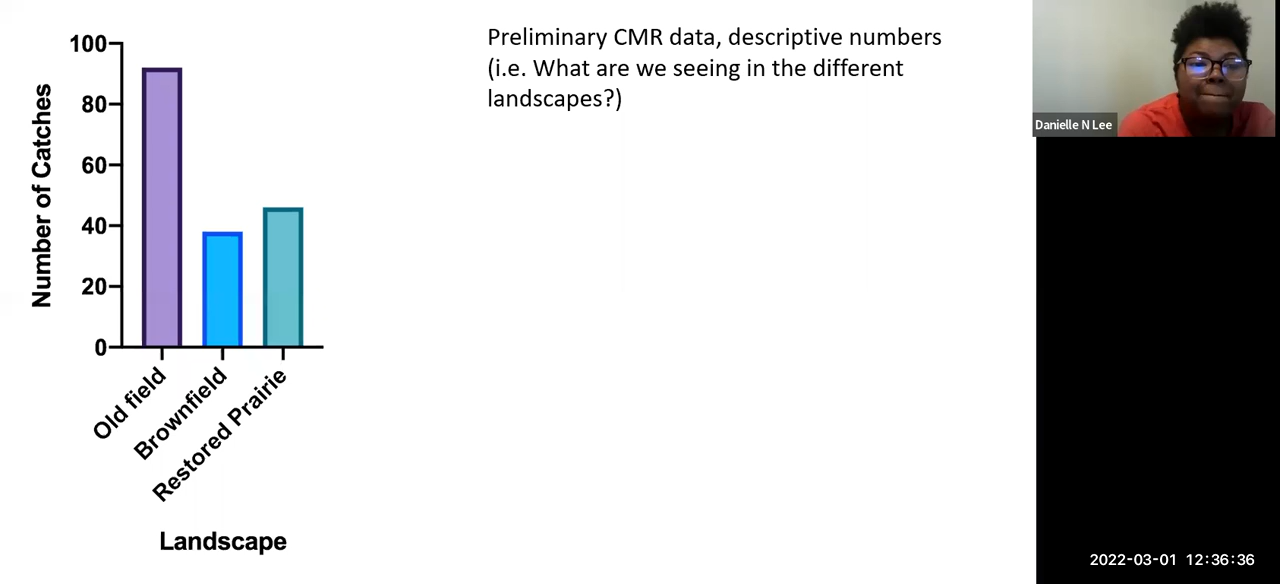 100
80
60
40
20
0
Number of Catches
Old field
Brownfield
Restored Prairie
Landscape
Preliminary CMR data, descriptive numbers
(i.e. What are we seeing in the different
landscapes?)
Danielle N Lee
2022-03-01 12:36:36